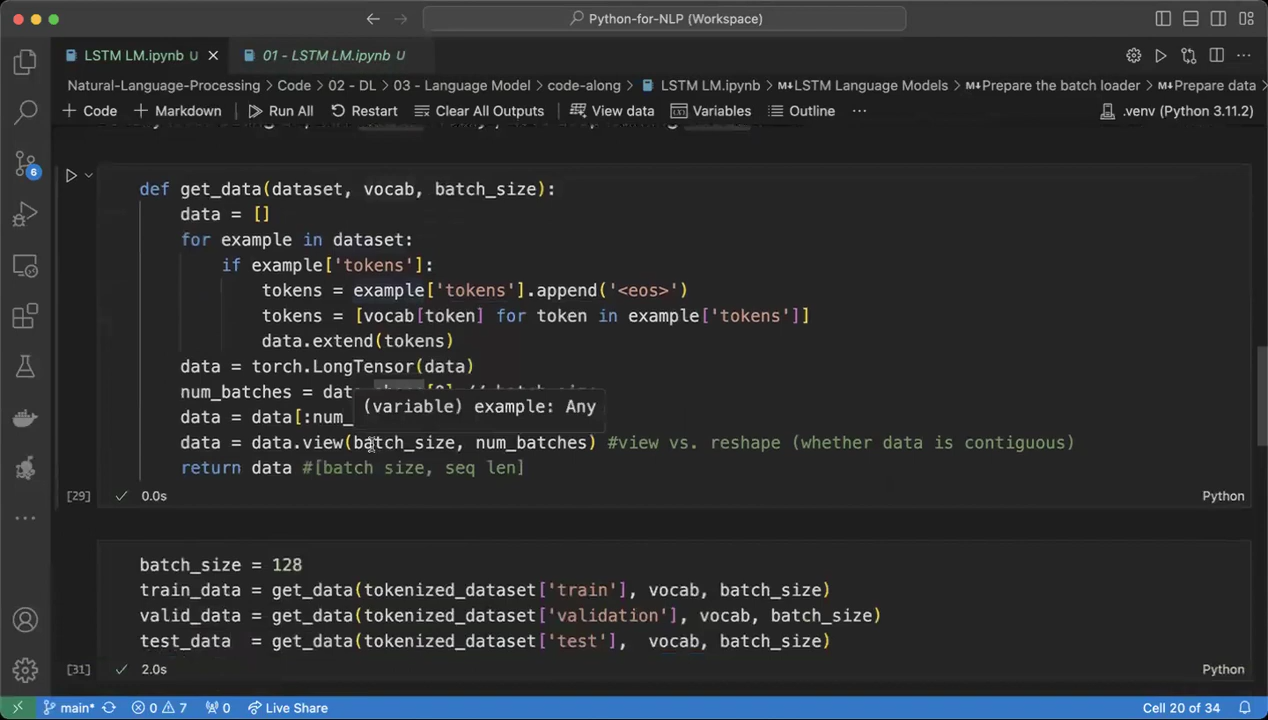 Python-for-NLP (Workspace)
LSTM LM.ipynb U
01 - LSTM LM.ipynb U
Natural-Language-Processing > Code > 02 - DL > 03 - Language Model > code-along > LSTM LM.ipynb > LSTM Language Models > Prepare the batch loader > Prepare data
+ Code + Markdown Run All Restart Clear All Outputs View data Variables Outline ... .venv (Python 3.11.2)
def get_data(dataset, vocab, batch_size):
data = []
for example in dataset:
if example['tokens']:
tokens = example['tokens'].append('<eos>')
tokens = [vocab[token] for token in example['tokens']]
data.extend(tokens)
data = torch.LongTensor(data)
num_batches = data
(variable) example: Any
data = data[:num_
data = data.view(batch_size, num_batches) #view vs. reshape (whether data is contiguous)
return data #[batch size, seq len]
[29] 0.0s Python
batch_size = 128
train_data = get_data(tokenized_dataset['train'], vocab, batch_size)
valid_data = get_data(tokenized_dataset['validation'], vocab, batch_size)
test_data = get_data(tokenized_dataset['test'], vocab, batch_size)
[31] 2.0s Python
6
main* 0 7 0 Live Share Cell 20 of 34